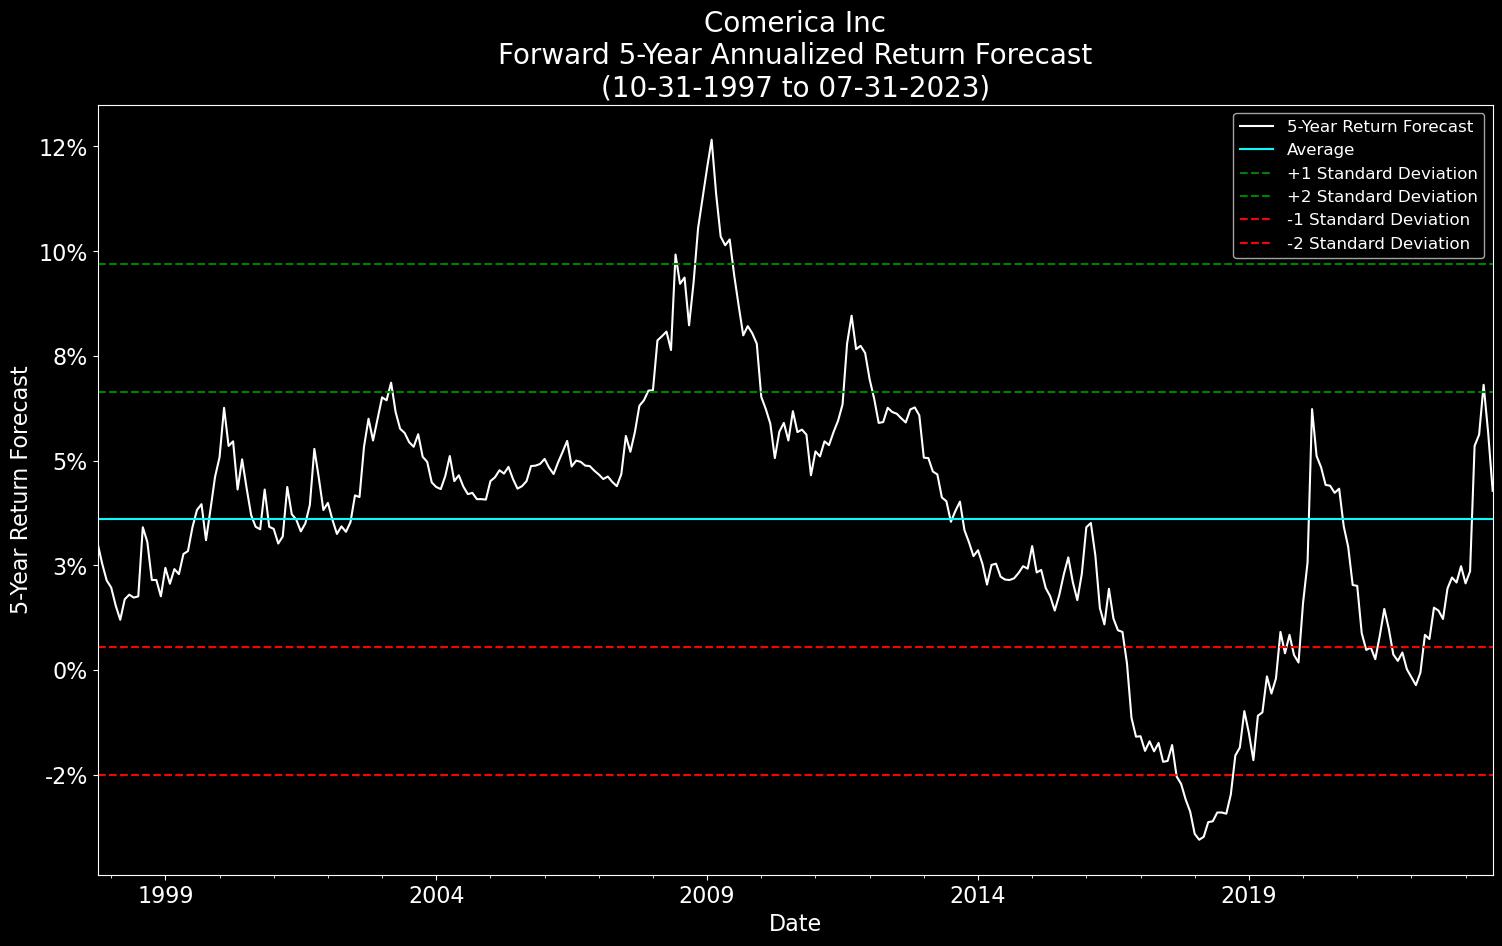 Comerica Inc
Forward 5-Year Annualized Return Forecast
(10-31-1997 to 07-31-2023)
5-Year Return Forecast
Average
+1 Standard Deviation
+2 Standard Deviation
-1 Standard Deviation
-2 Standard Deviation
12%
10%
8%
5%
3%
0%
-2%
5-Year Return Forecast
1999
2004
2009
2014
2019
Date